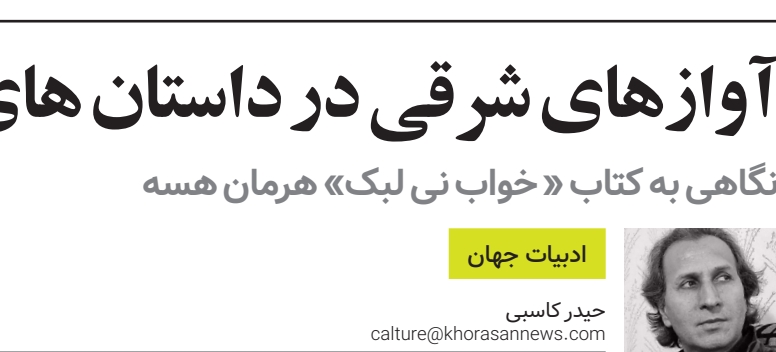 آوازهای شرقی در داستان های
نگاهی به کتاب «خواب نی لبک» هرمان هسه
ادبیات جهان
حیدر کاسبی
calture@khorasannews.com